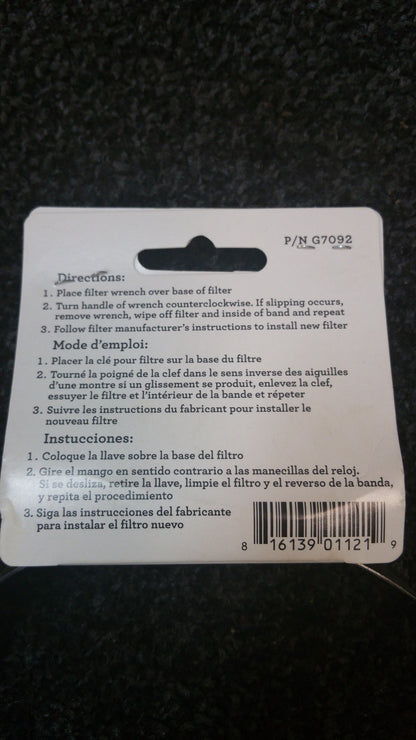 P/N G7092
Directions:
1. Place filter wrench over base of filter
2. Turn handle of wrench counterclockwise. If slipping occurs,
remove wrench, wipe off filter and inside of band and repeat
3. Follow filter manufacturer's instructions to install new filter
Mode d'emploi:
1. Placer la clé pour filtre sur la base du filtre
2. Tourné la poigné de la clef dans le sens inverse des aiguilles
d'une montre si un glissement se produit, enlevez la clef,
essuyer le filtre et l'intérieur de la bande et répeter
3. Suivre les instructions du fabricant pour installer le
nouveau filtre
Instucciones:
1. Coloque la llave sobre la base del filtro
2. Gire el mango en sentido contrario a las manecillas del reloj.
Si se desliza, retire la llave, limpie el filtro y el reverso de la banda,
y repita el procedimiento
3. Siga las instrucciones del fabricante
para instalar el filtro nuevo
8 16139 01121 9